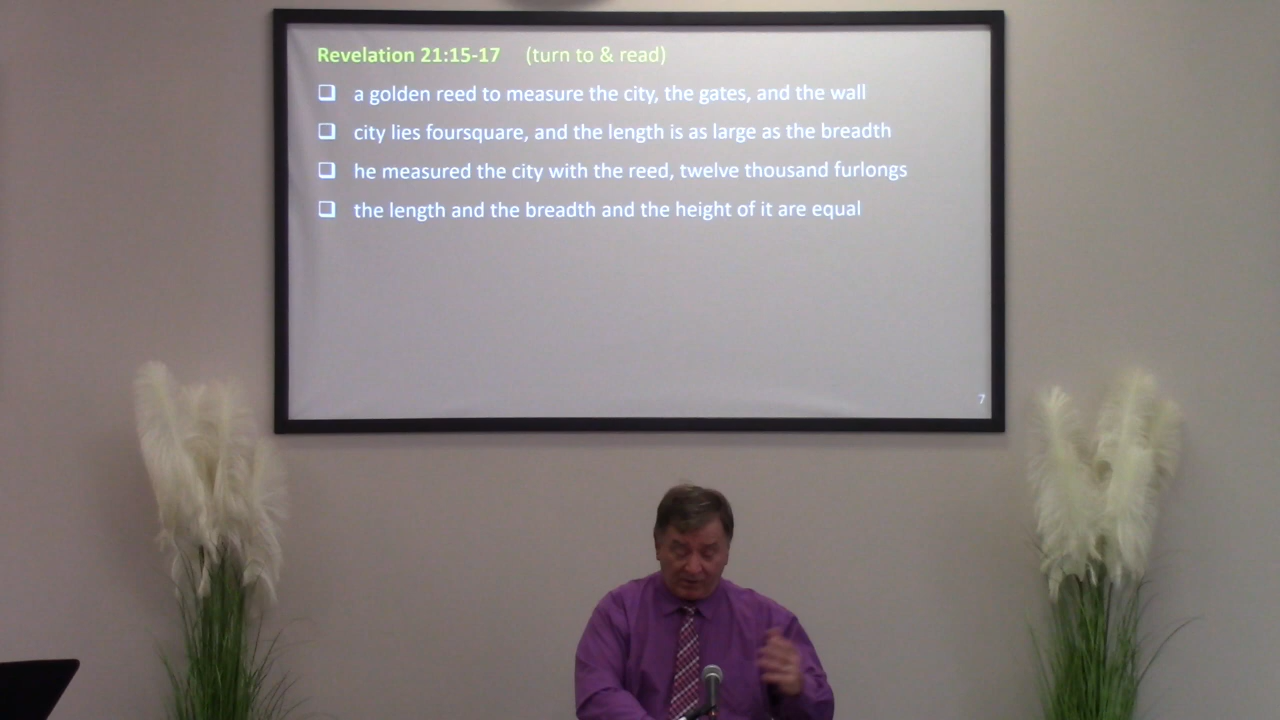 Revelation 21:15-17 (turn to & read)
❑ a golden reed to measure the city, the gates, and the wall
❑ city lies foursquare, and the length is as large as the breadth
❑ he measured the city with the reed, twelve thousand furlongs
❑ the length and the breadth and the height of it are equal
7